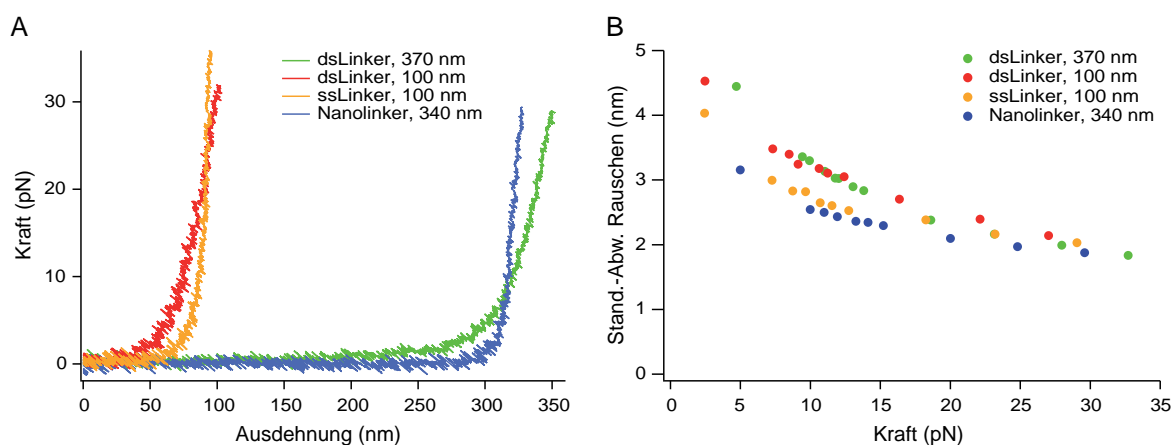 A
dsLinker, 370 nm
dsLinker, 100 nm
ssLinker, 100 nm
Nanolinker, 340 nm
Kraft (pN)
30
20
10
0
0 50 100 150 200 250 300 350
Ausdehnung (nm)
B
dsLinker, 370 nm
dsLinker, 100 nm
ssLinker, 100 nm
Nanolinker, 340 nm
Stand.-Abw. Rauschen (nm)
5
4
3
2
1
0
0 5 10 15 20 25 30 35
Kraft (pN)